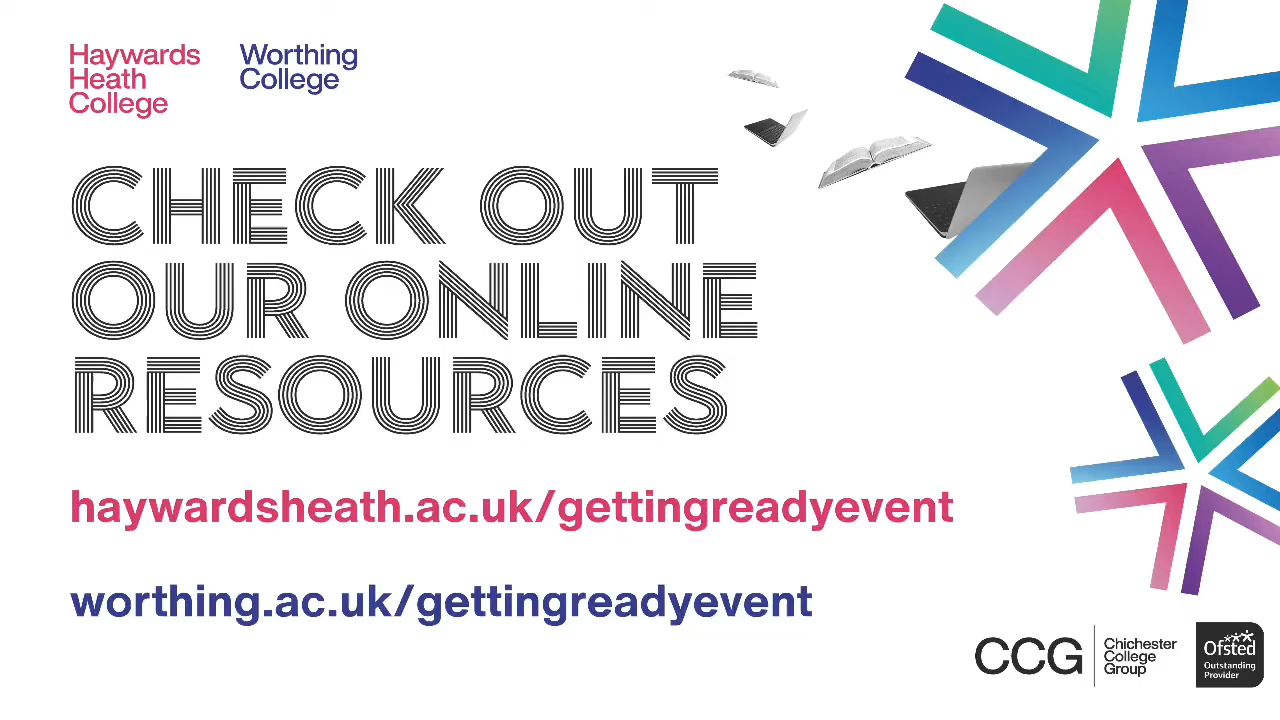 Haywards
Heath
College
Worthing
College
CHECK OUT
OUR ONLINE
RESOURCES
haywardsheath.ac.uk/gettingreadyevent
worthing.ac.uk/gettingreadyevent
CCG
Chichester
College
Group
Ofsted
Outstanding
Provider